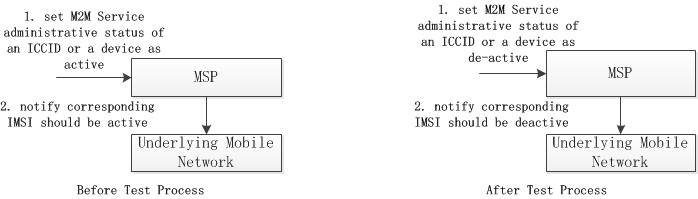 1. set M2M Service
administrative status of
an ICCID or a device as
active
MSP
2. notify corresponding
IMSI should be active
Underlying Mobile
Network
Before Test Process
1. set M2M Service
administrative status of
an ICCID or a device as
de-active
MSP
2. notify corresponding
IMSI should be deactive
Underlying Mobile
Network
After Test Process